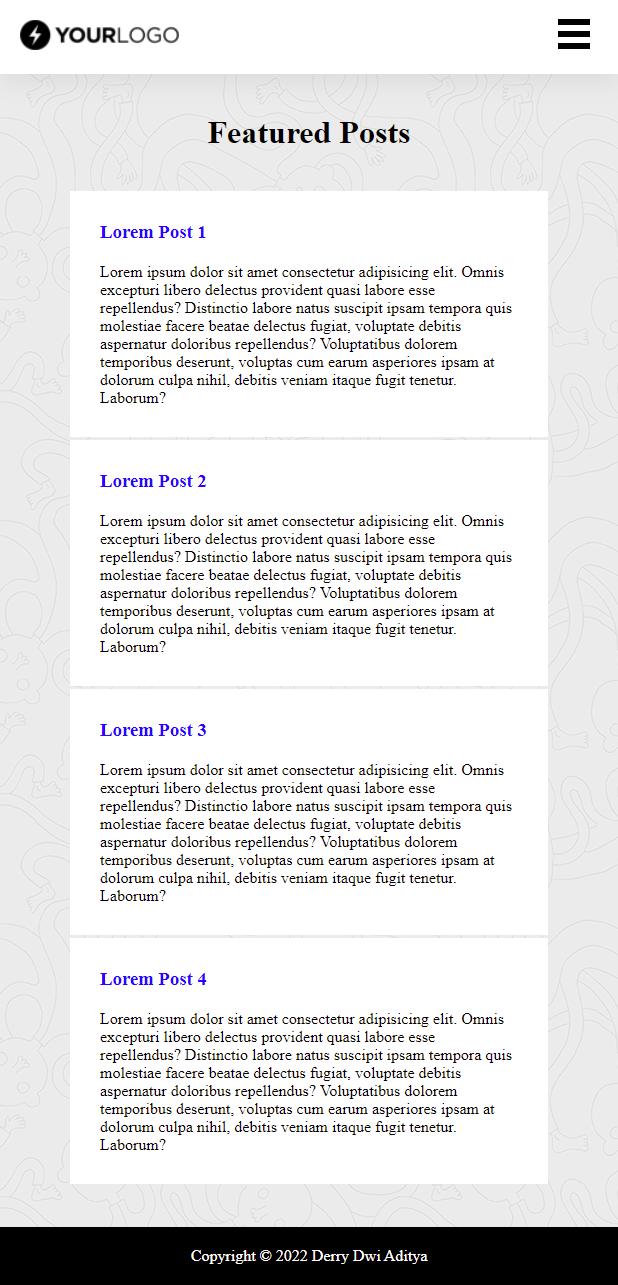 YOURLOGO
Featured Posts
Lorem Post 1
Lorem ipsum dolor sit amet consectetur adipisicing elit. Omnis
excepturi libero delectus provident quasi labore esse
repellendus? Distinctio labore natus suscipit ipsam tempora quis
molestiae facere beatae delectus fugiat, voluptate debitis
aspernatur doloribus repellendus? Voluptatibus dolorem
temporibus deserunt, voluptas cum earum asperiores ipsam at
dolorum culpa nihil, debitis veniam itaque fugit tenetur.
Laborum?
Lorem Post 2
Lorem ipsum dolor sit amet consectetur adipisicing elit. Omnis
excepturi libero delectus provident quasi labore esse
repellendus? Distinctio labore natus suscipit ipsam tempora quis
molestiae facere beatae delectus fugiat, voluptate debitis
aspernatur doloribus repellendus? Voluptatibus dolorem
temporibus deserunt, voluptas cum earum asperiores ipsam at
dolorum culpa nihil, debitis veniam itaque fugit tenetur.
Laborum?
Lorem Post 3
Lorem ipsum dolor sit amet consectetur adipisicing elit. Omnis
excepturi libero delectus provident quasi labore esse
repellendus? Distinctio labore natus suscipit ipsam tempora quis
molestiae facere beatae delectus fugiat, voluptate debitis
aspernatur doloribus repellendus? Voluptatibus dolorem
temporibus deserunt, voluptas cum earum asperiores ipsam at
dolorum culpa nihil, debitis veniam itaque fugit tenetur.
Laborum?
Lorem Post 4
Lorem ipsum dolor sit amet consectetur adipisicing elit. Omnis
excepturi libero delectus provident quasi labore esse
repellendus? Distinctio labore natus suscipit ipsam tempora quis
molestiae facere beatae delectus fugiat, voluptate debitis
aspernatur doloribus repellendus? Voluptatibus dolorem
temporibus deserunt, voluptas cum earum asperiores ipsam at
dolorum culpa nihil, debitis veniam itaque fugit tenetur.
Laborum?
Copyright © 2022 Derry Dwi Aditya